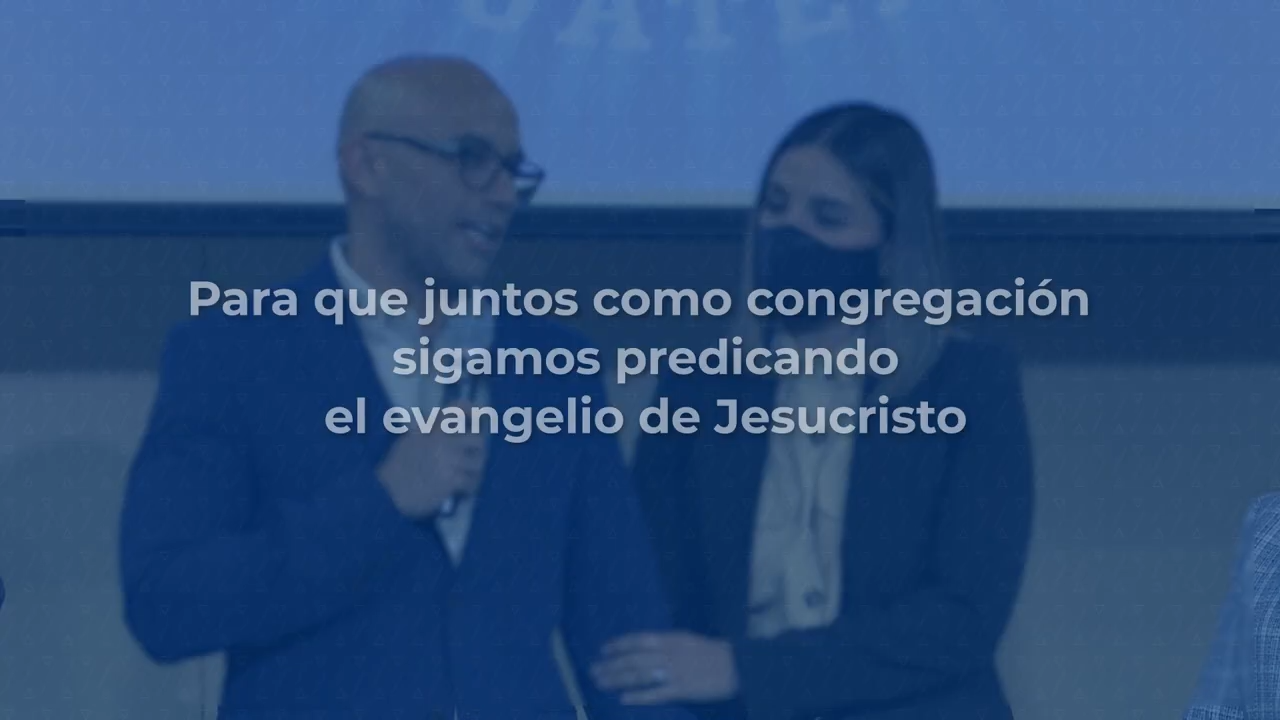 Para que juntos como congregación
sigamos predicando
el evangelio de Jesucristo